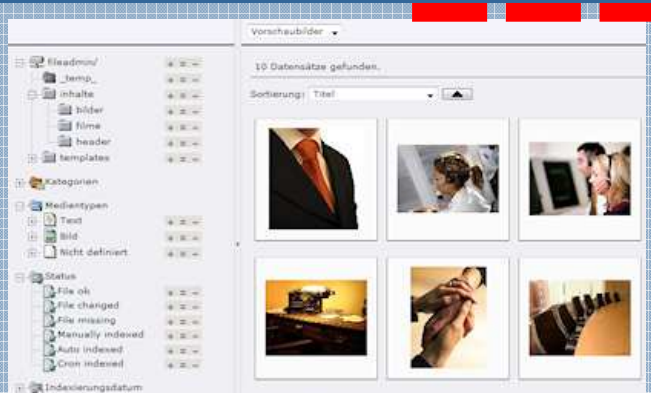 Vorschaubilder
fileadmin/
_temp_
inhalte
bilder
filme
header
templates
Kategorien
Medientypen
Text
Bild
Nicht definiert
Status
File ok
File changed
File missing
Manually indexed
Auto indexed
Cron indexed
Indexierungsdatum
10 Datensätze gefunden.
Sortierung: Titel